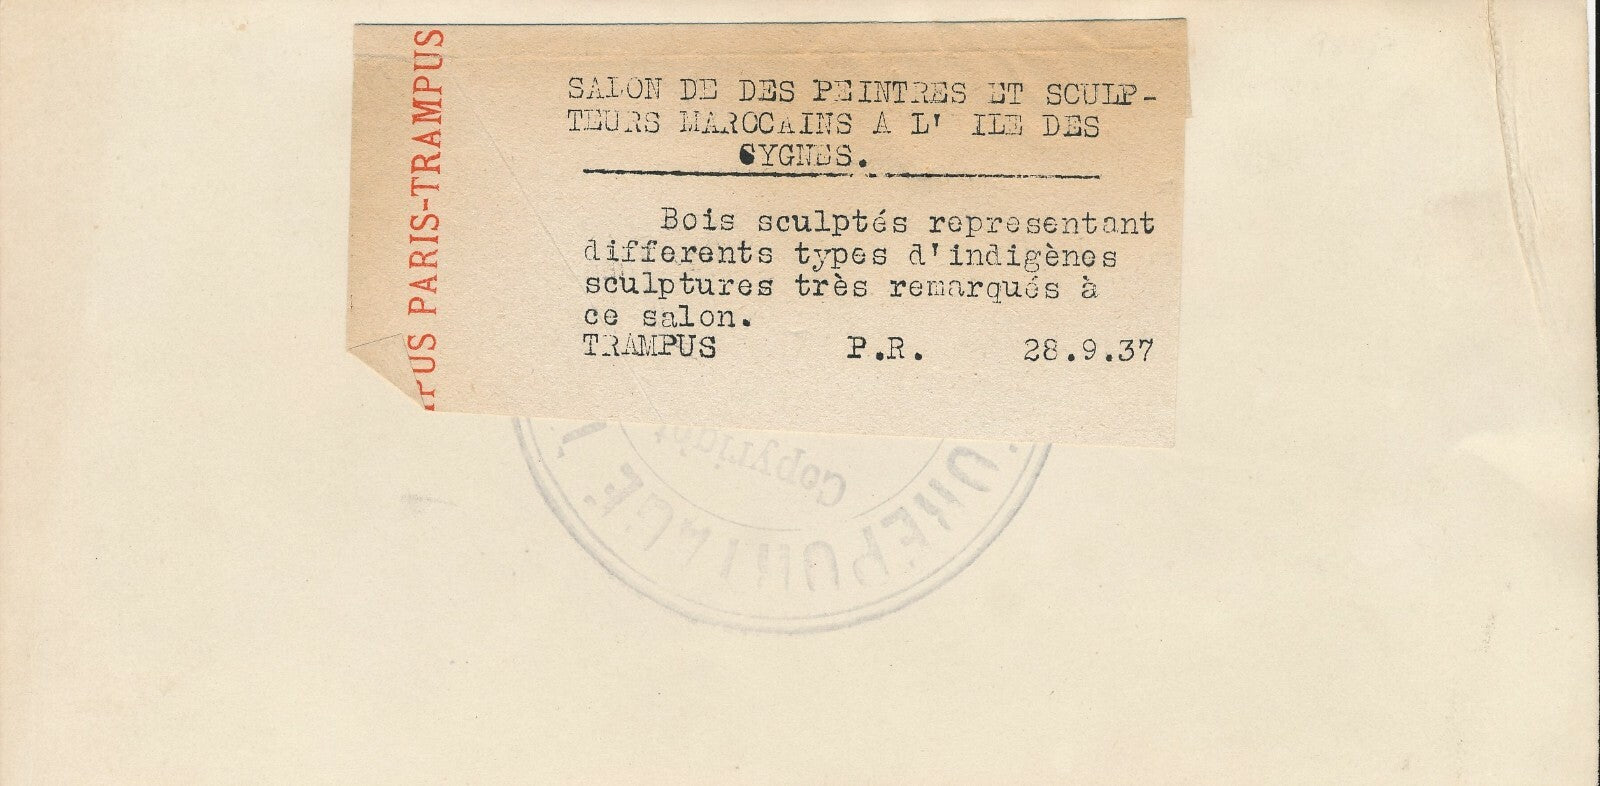 PUS PARIS-TRAMPUS
SALON DE DES PEINTRES ET SCULP-
TEURS MAROCAINS A L' ILE DES
CYGNES.
Bois sculptés representant
differents types d'indigènes
sculptures très remarqués à
ce salon.
TRAMPUS P.R. 28.9.37
Copyright